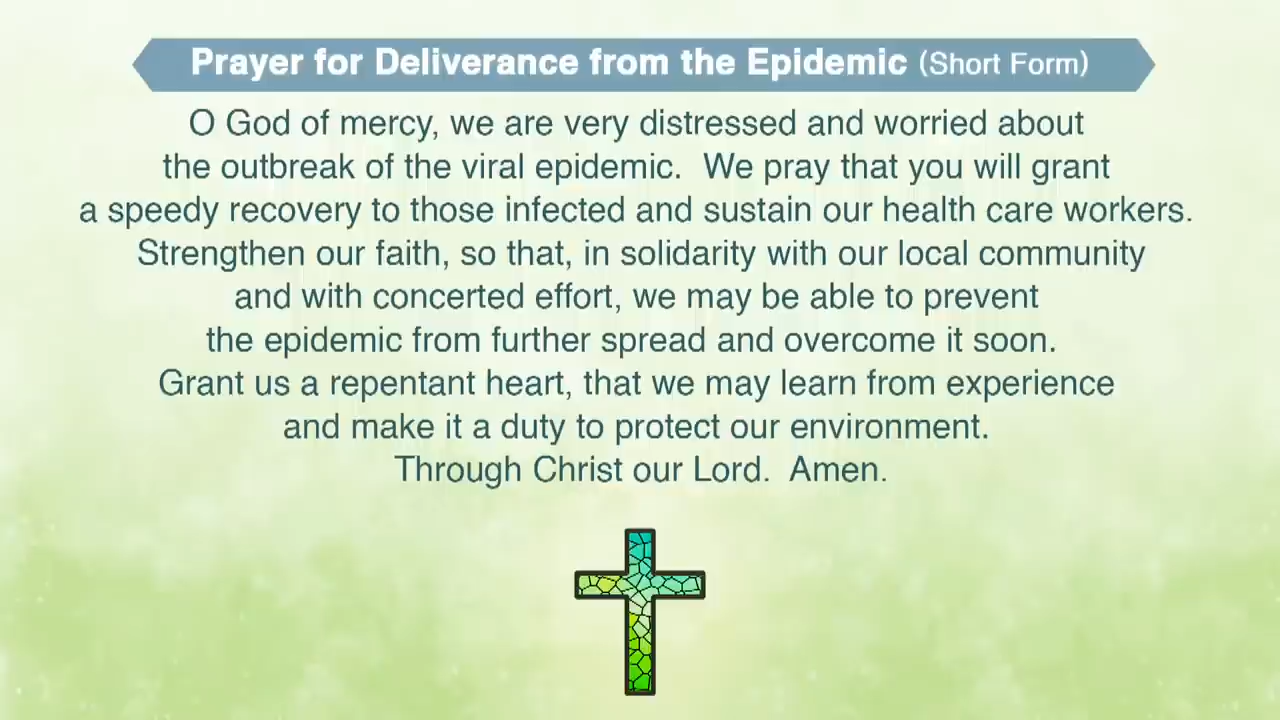 Prayer for Deliverance from the Epidemic (Short Form)
O God of mercy, we are very distressed and worried about
the outbreak of the viral epidemic.  We pray that you will grant
a speedy recovery to those infected and sustain our health care workers.
Strengthen our faith, so that, in solidarity with our local community
and with concerted effort, we may be able to prevent
the epidemic from further spread and overcome it soon.
Grant us a repentant heart, that we may learn from experience
and make it a duty to protect our environment.
Through Christ our Lord.  Amen.